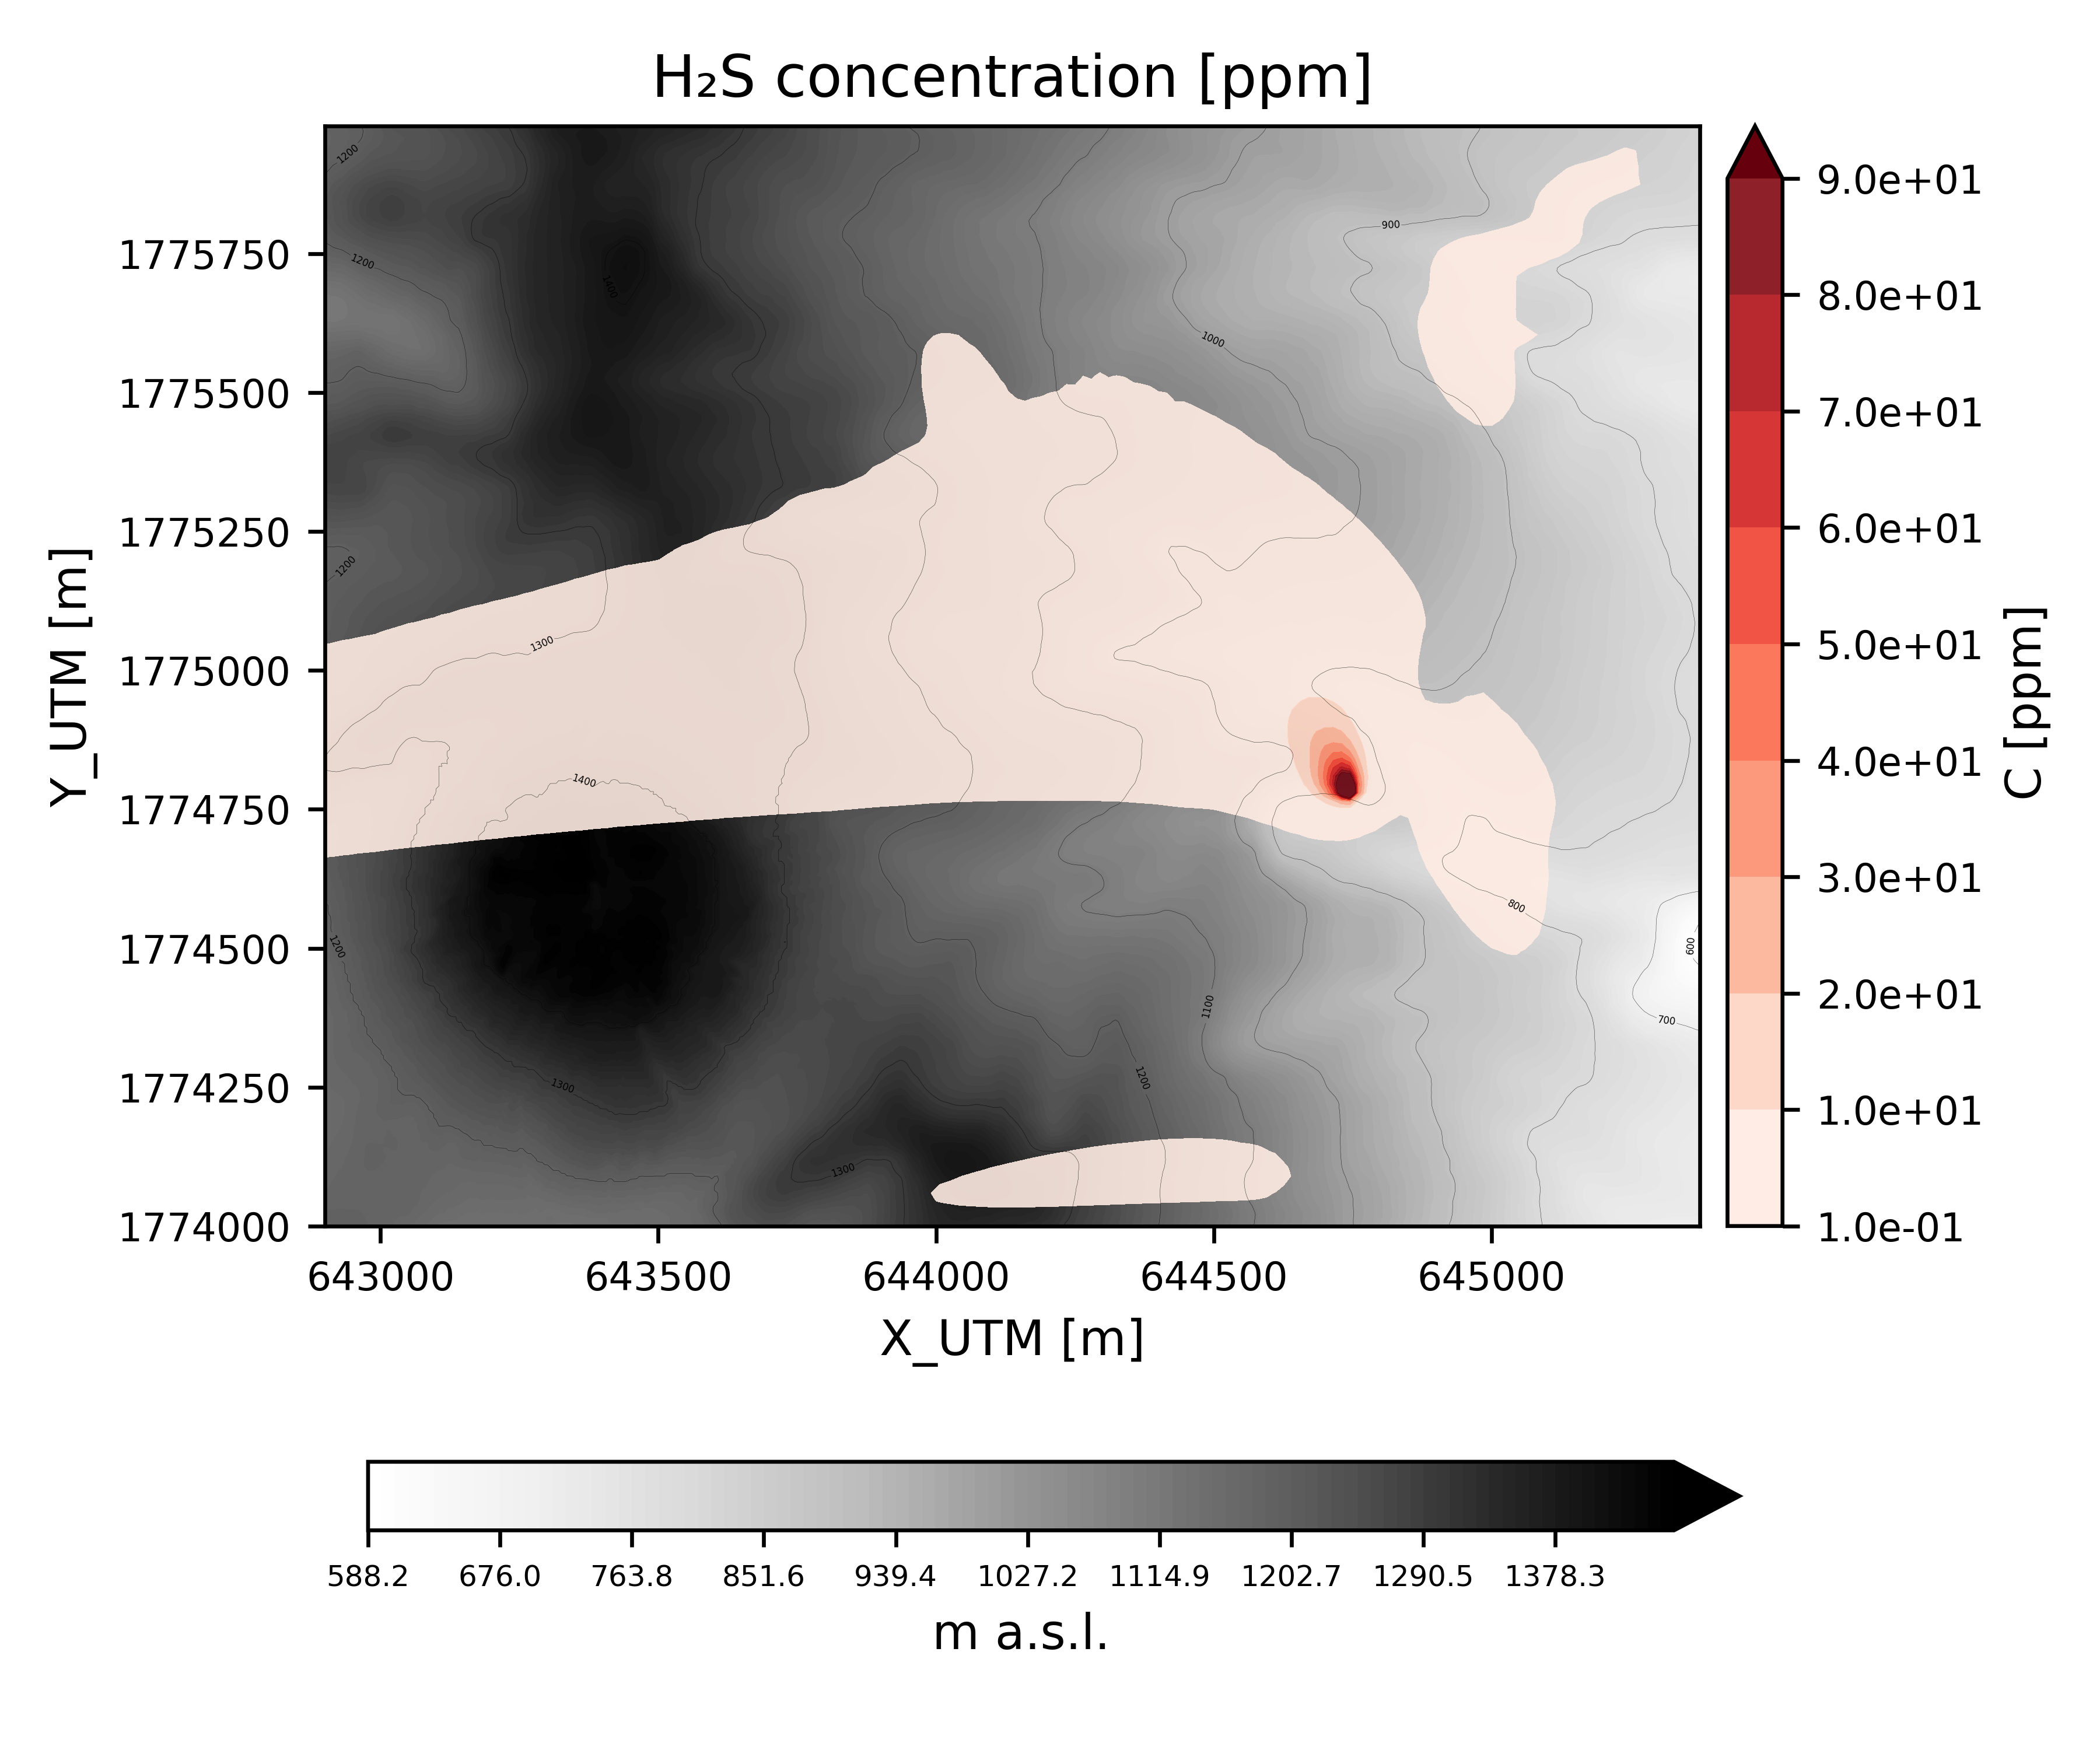 H₂S concentration [ppm]
1775750
1775500
1775250
1775000
1774750
1774500
1774250
1774000
Y_UTM [m]
643000 643500 644000 644500 645000
X_UTM [m]
1200
1200
1200
1400
1300
1400
1200
1300
1300
1000
900
1100
1200
800
600
700
9.0e+01
8.0e+01
7.0e+01
6.0e+01
5.0e+01
4.0e+01
3.0e+01
2.0e+01
1.0e+01
1.0e-01
C [ppm]
588.2 676.0 763.8 851.6 939.4 1027.2 1114.9 1202.7 1290.5 1378.3
m a.s.l.